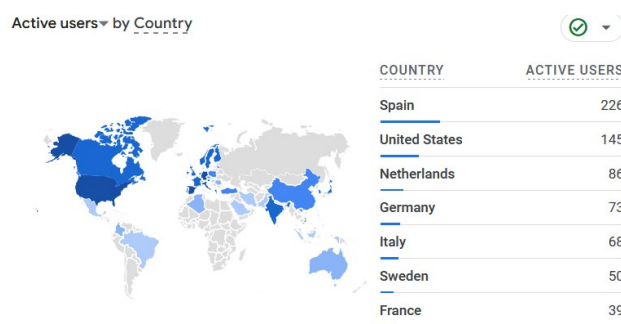 Active users by Country
COUNTRY ACTIVE USERS
Spain 226
United States 145
Netherlands 86
Germany 73
Italy 68
Sweden 50
France 39